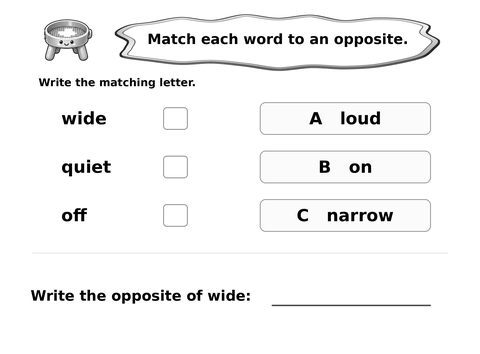 Match each word to an opposite.
Write the matching letter.
wide
A loud
quiet
B on
off
C narrow
Write the opposite of wide: